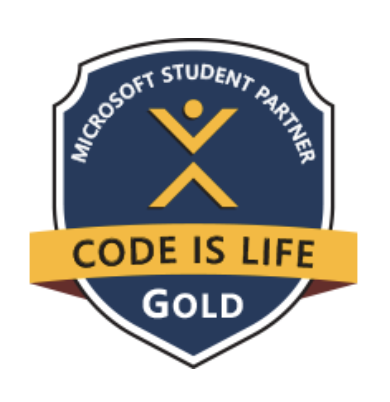 MICROSOFT STUDENT PARTNER
CODE IS LIFE
GOLD